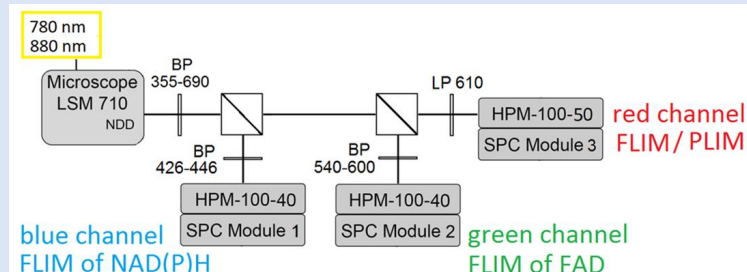 780 nm
880 nm
Microscope
LSM 710
NDD
BP
355-690
BP
426-446
HPM-100-40
SPC Module 1
blue channel
FLIM of NAD(P)H
BP
540-600
HPM-100-40
SPC Module 2
green channel
FLIM of FAD
LP 610
HPM-100-50
SPC Module 3
red channel
FLIM/PLIM